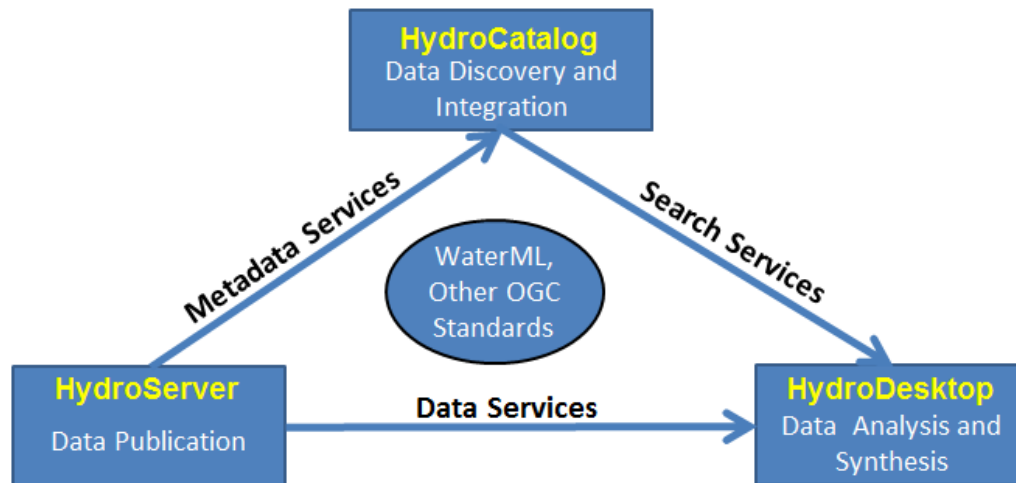 HydroCatalog
Data Discovery and
Integration
Metadata Services
Search Services
WaterML,
Other OGC
Standards
HydroServer
Data Publication
Data Services
HydroDesktop
Data Analysis and
Synthesis